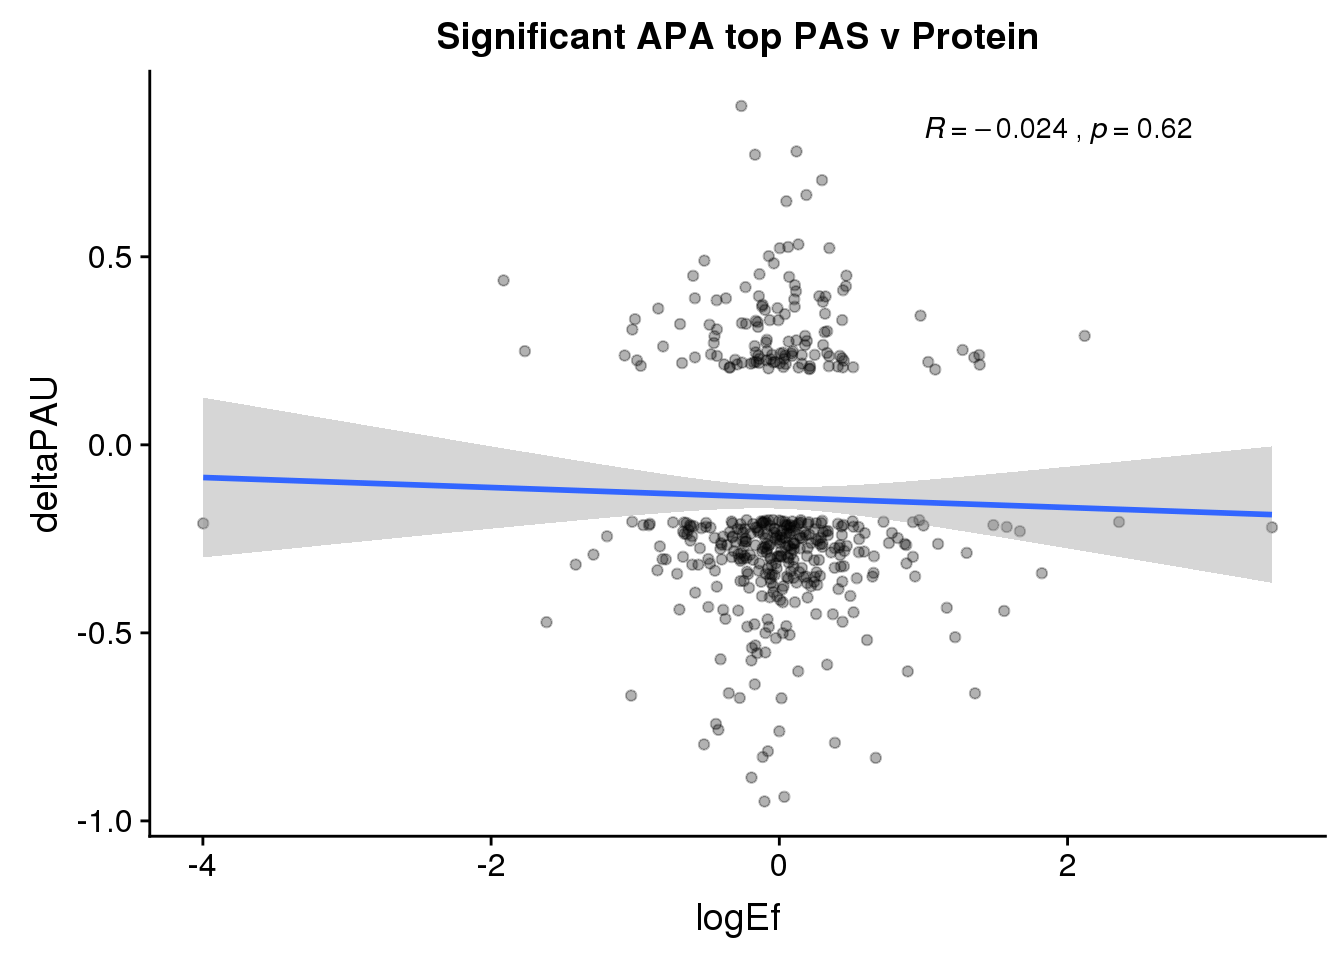 Significant APA top PAS v Protein
R = −0.024 , p = 0.62
deltaPAU
0.5
0.0
-0.5
-1.0
-4 -2 0 2
logEf